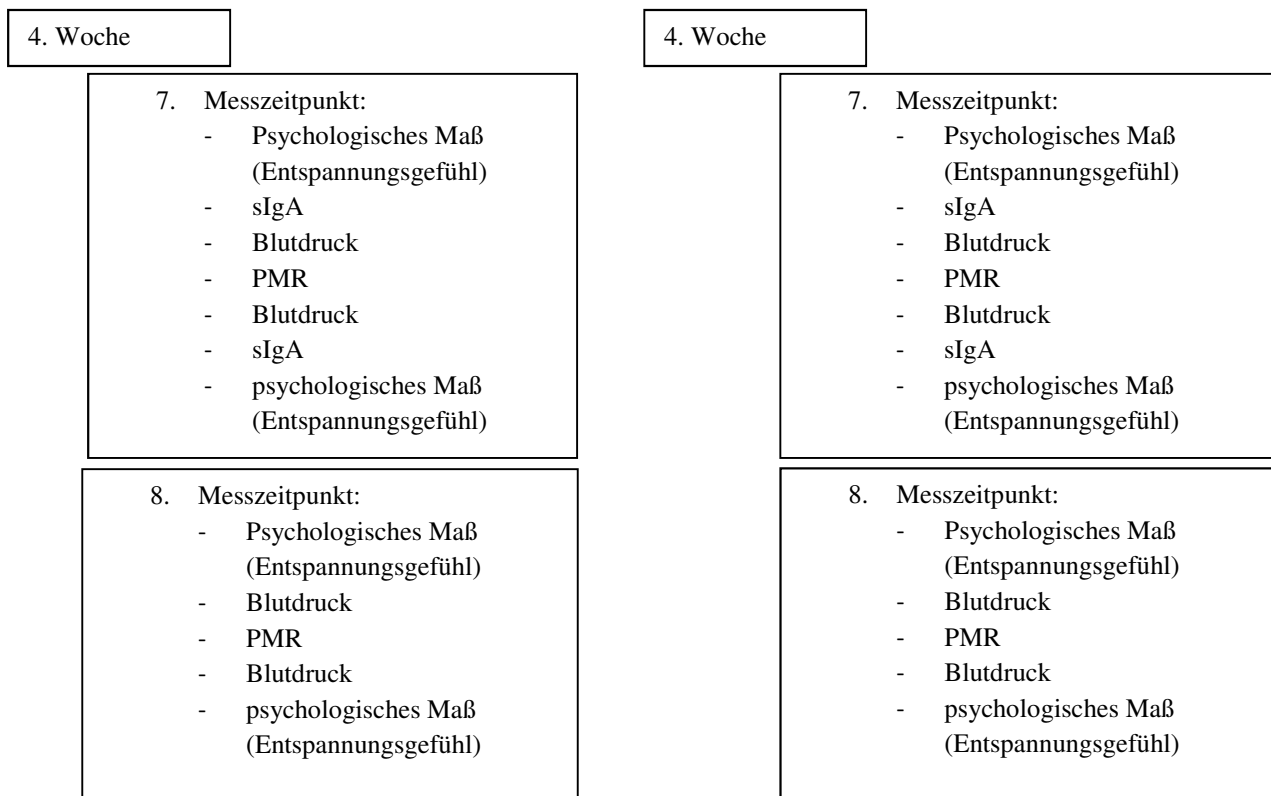 4. Woche
7. Messzeitpunkt:
- Psychologisches Maß
(Entspannungsgefühl)
- sIgA
- Blutdruck
- PMR
- Blutdruck
- sIgA
- psychologisches Maß
(Entspannungsgefühl)
8. Messzeitpunkt:
- Psychologisches Maß
(Entspannungsgefühl)
- Blutdruck
- PMR
- Blutdruck
- psychologisches Maß
(Entspannungsgefühl)
4. Woche
7. Messzeitpunkt:
- Psychologisches Maß
(Entspannungsgefühl)
- sIgA
- Blutdruck
- PMR
- Blutdruck
- sIgA
- psychologisches Maß
(Entspannungsgefühl)
8. Messzeitpunkt:
- Psychologisches Maß
(Entspannungsgefühl)
- Blutdruck
- PMR
- Blutdruck
- psychologisches Maß
(Entspannungsgefühl)